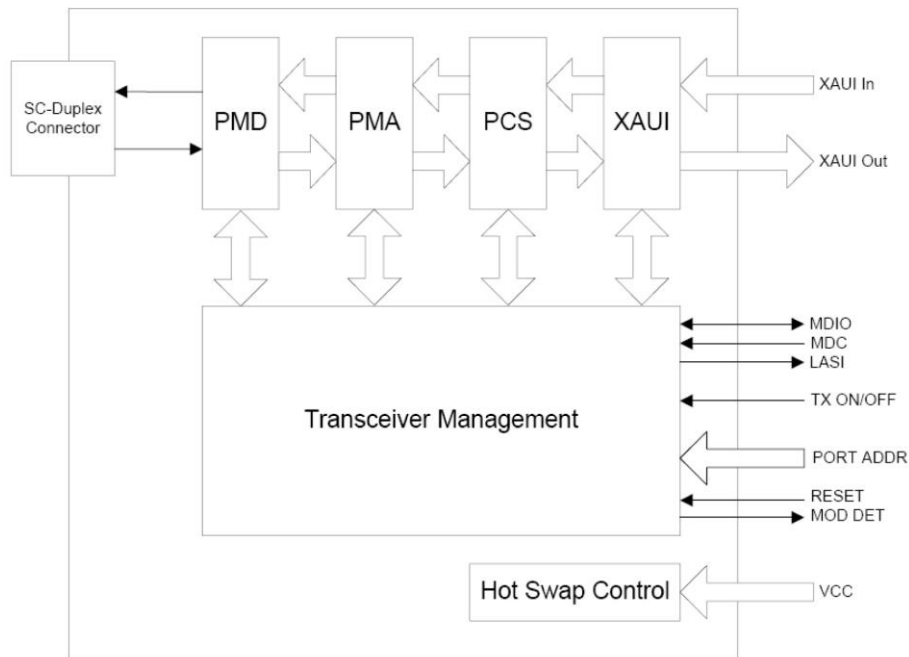 SC-Duplex
Connector
PMD
PMA
PCS
XAUI
XAUI In
XAUI Out
Transceiver Management
MDIO
MDC
LASI
TX ON/OFF
PORT ADDR
RESET
MOD DET
Hot Swap Control
VCC